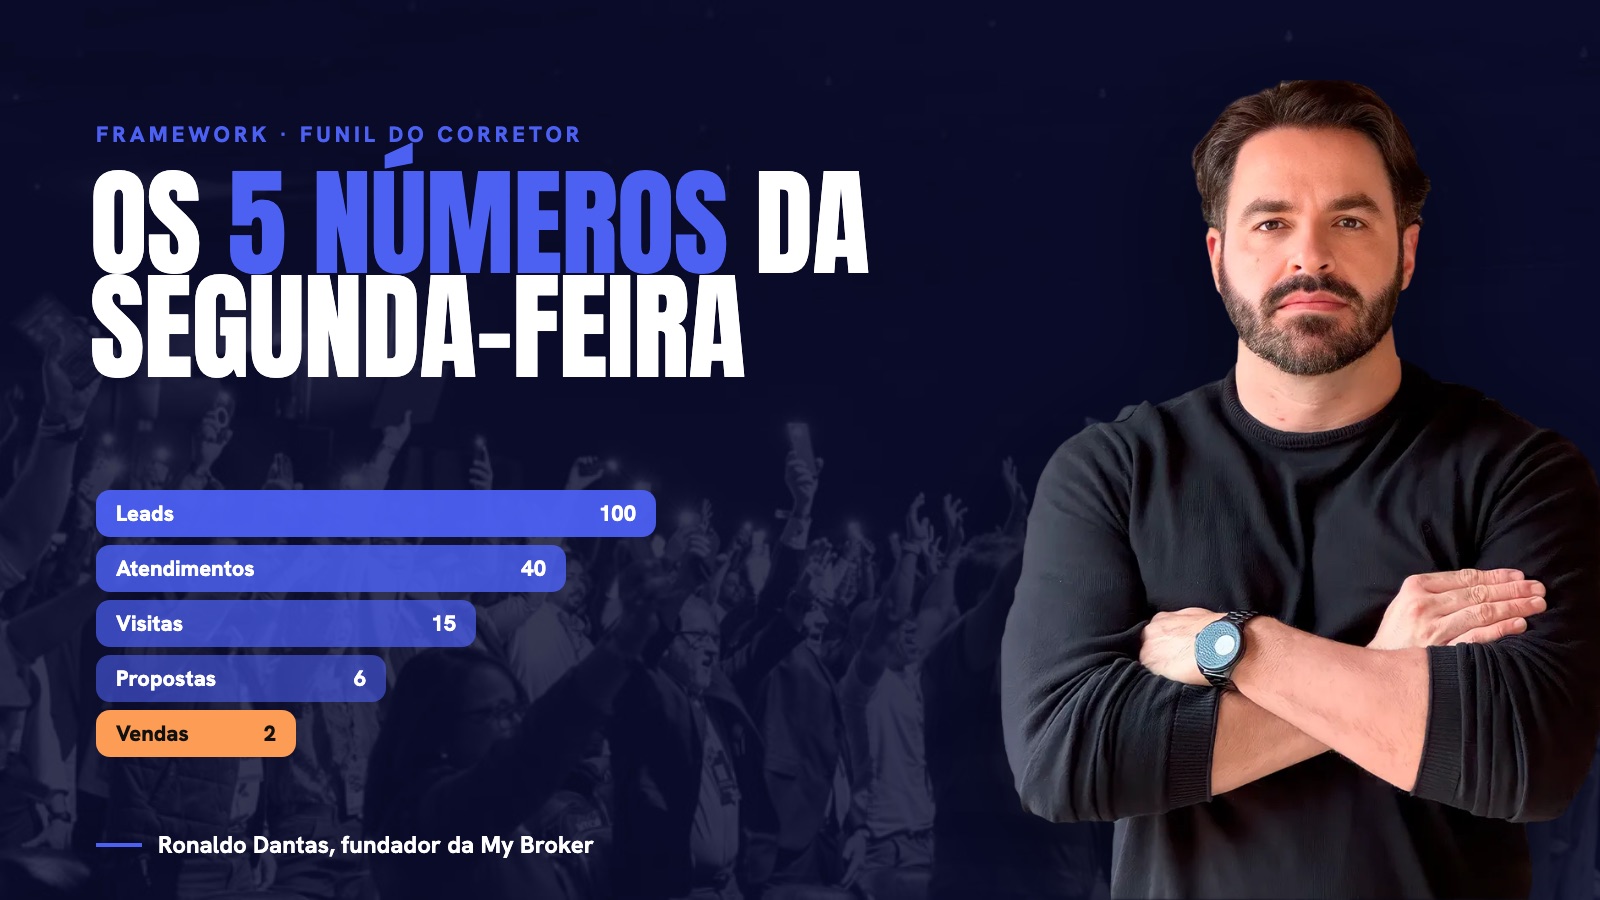 FRAMEWORK · FUNIL DO CORRETOR
OS 5 NÚMEROS DA
SEGUNDA-FEIRA
Leads 100
Atendimentos 40
Visitas 15
Propostas 6
Vendas 2
Ronaldo Dantas, fundador da My Broker